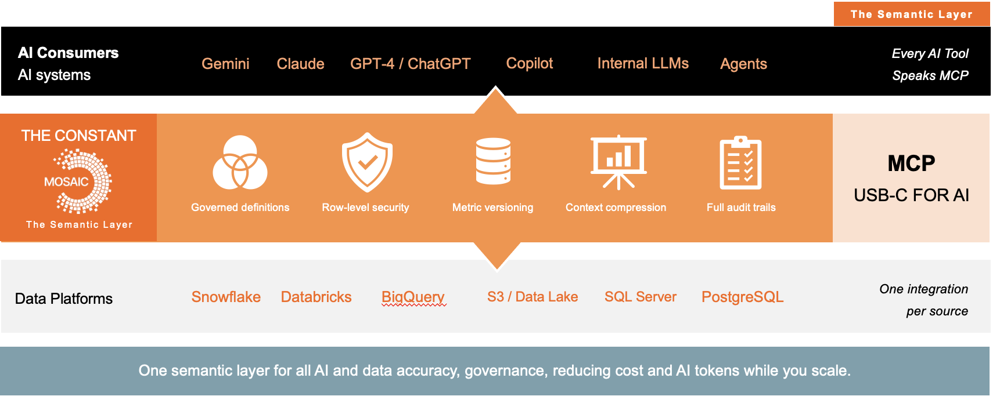 The Semantic Layer
AI Consumers
AI systems
Gemini
Claude
GPT-4 / ChatGPT
Copilot
Internal LLMs
Agents
Every AI Tool
Speaks MCP
THE CONSTANT
MOSAIC
The Semantic Layer
Governed definitions
Row-level security
Metric versioning
Context compression
Full audit trails
MCP
USB-C FOR AI
Data Platforms
Snowflake
Databricks
BigQuery
S3 / Data Lake
SQL Server
PostgreSQL
One integration
per source
One semantic layer for all AI and data accuracy, governance, reducing cost and AI tokens while you scale.